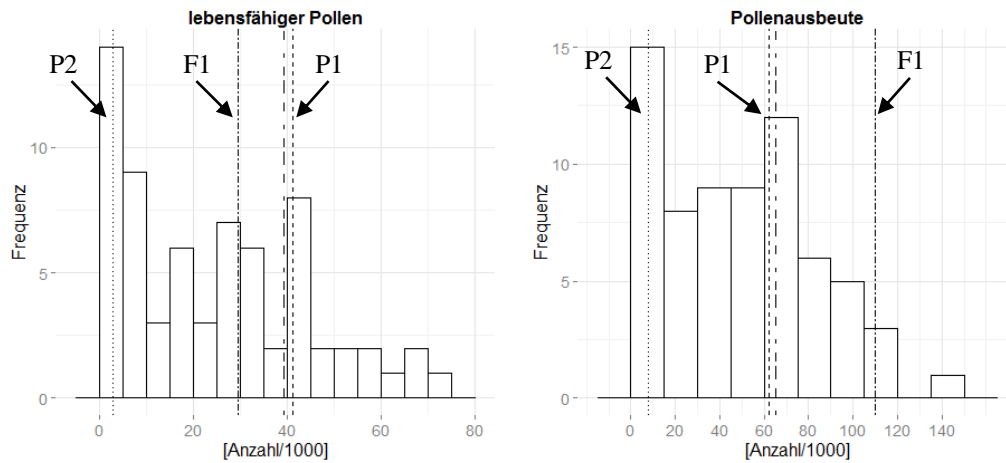 lebensfähiger Pollen
P2
F1
P1
10
5
0
Frequenz
0
20
40
60
80
[Anzahl/1000]
Pollenausbeute
P2
P1
F1
15
10
5
0
Frequenz
0
20
40
60
80
100
120
140
[Anzahl/1000]